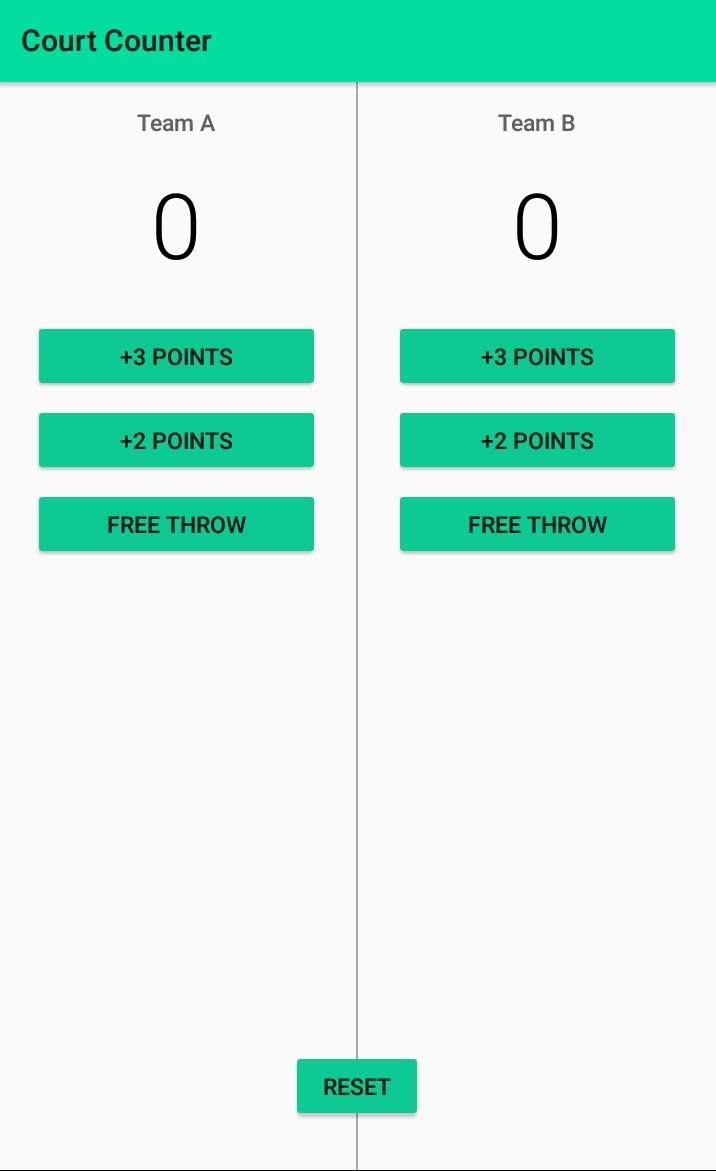 Court Counter
Team A
Team B
0
0
+3 POINTS
+3 POINTS
+2 POINTS
+2 POINTS
FREE THROW
FREE THROW
RESET